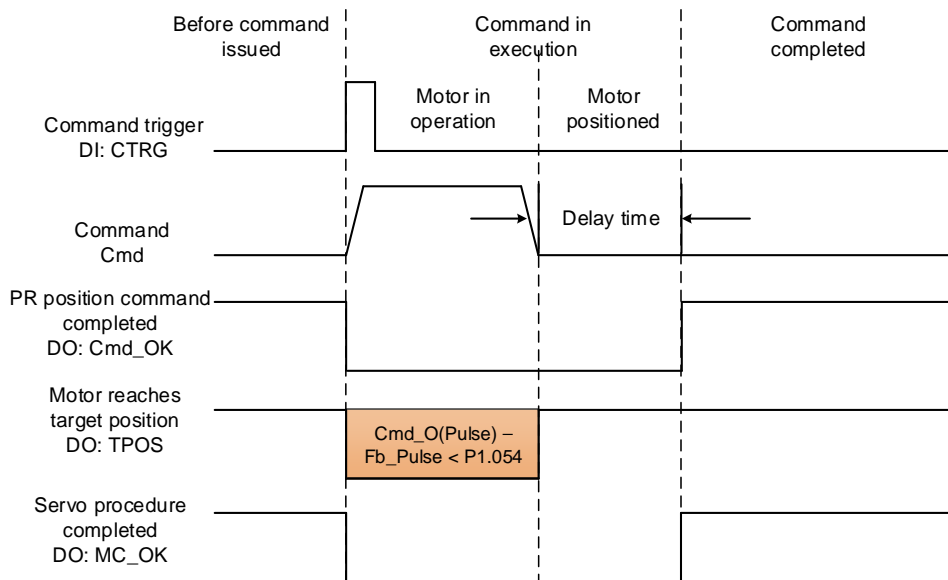 Before command
issued
Command in
execution
Command
completed
Motor in
operation
Motor
positioned
Command trigger
DI: CTRG
Delay time
Command
Cmd
PR position command
completed
DO: Cmd_OK
Motor reaches
target position
DO: TPOS
Cmd_O(Pulse) –
Fb_Pulse < P1.054
Servo procedure
completed
DO: MC_OK